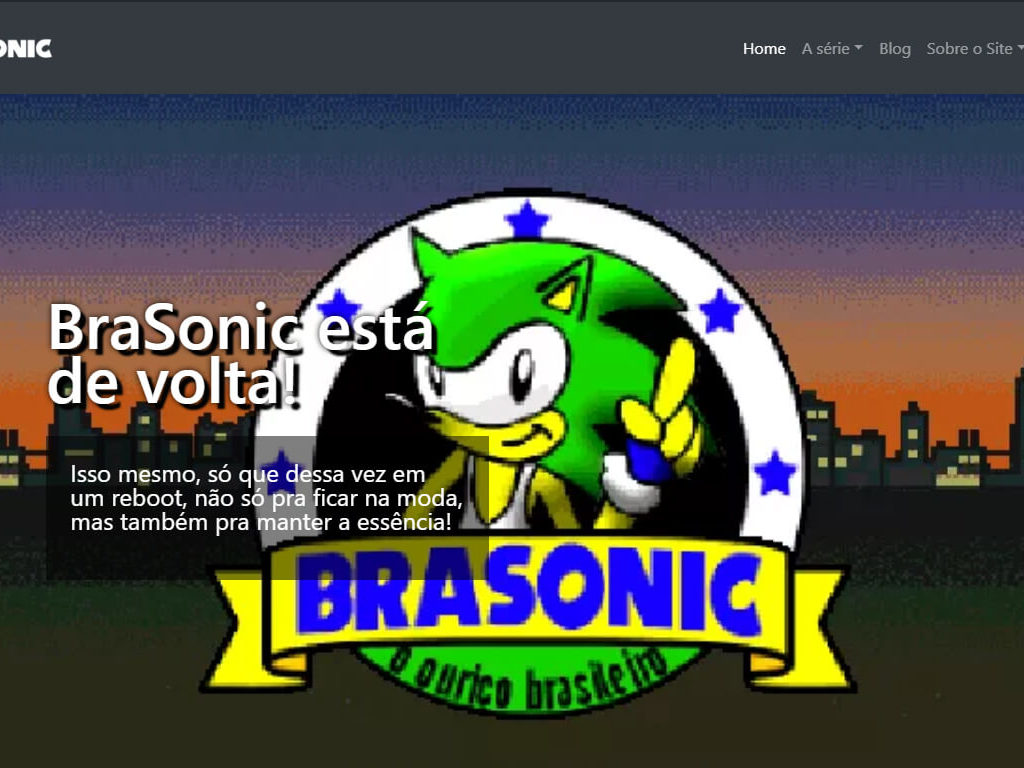 ONIC
Home A série Blog Sobre o Site
BraSonic está
de volta!
Isso mesmo, só que dessa vez em
um reboot, não só pra ficar na moda,
mas também pra manter a essência!
BRASONIC
o ouriço brasileiro